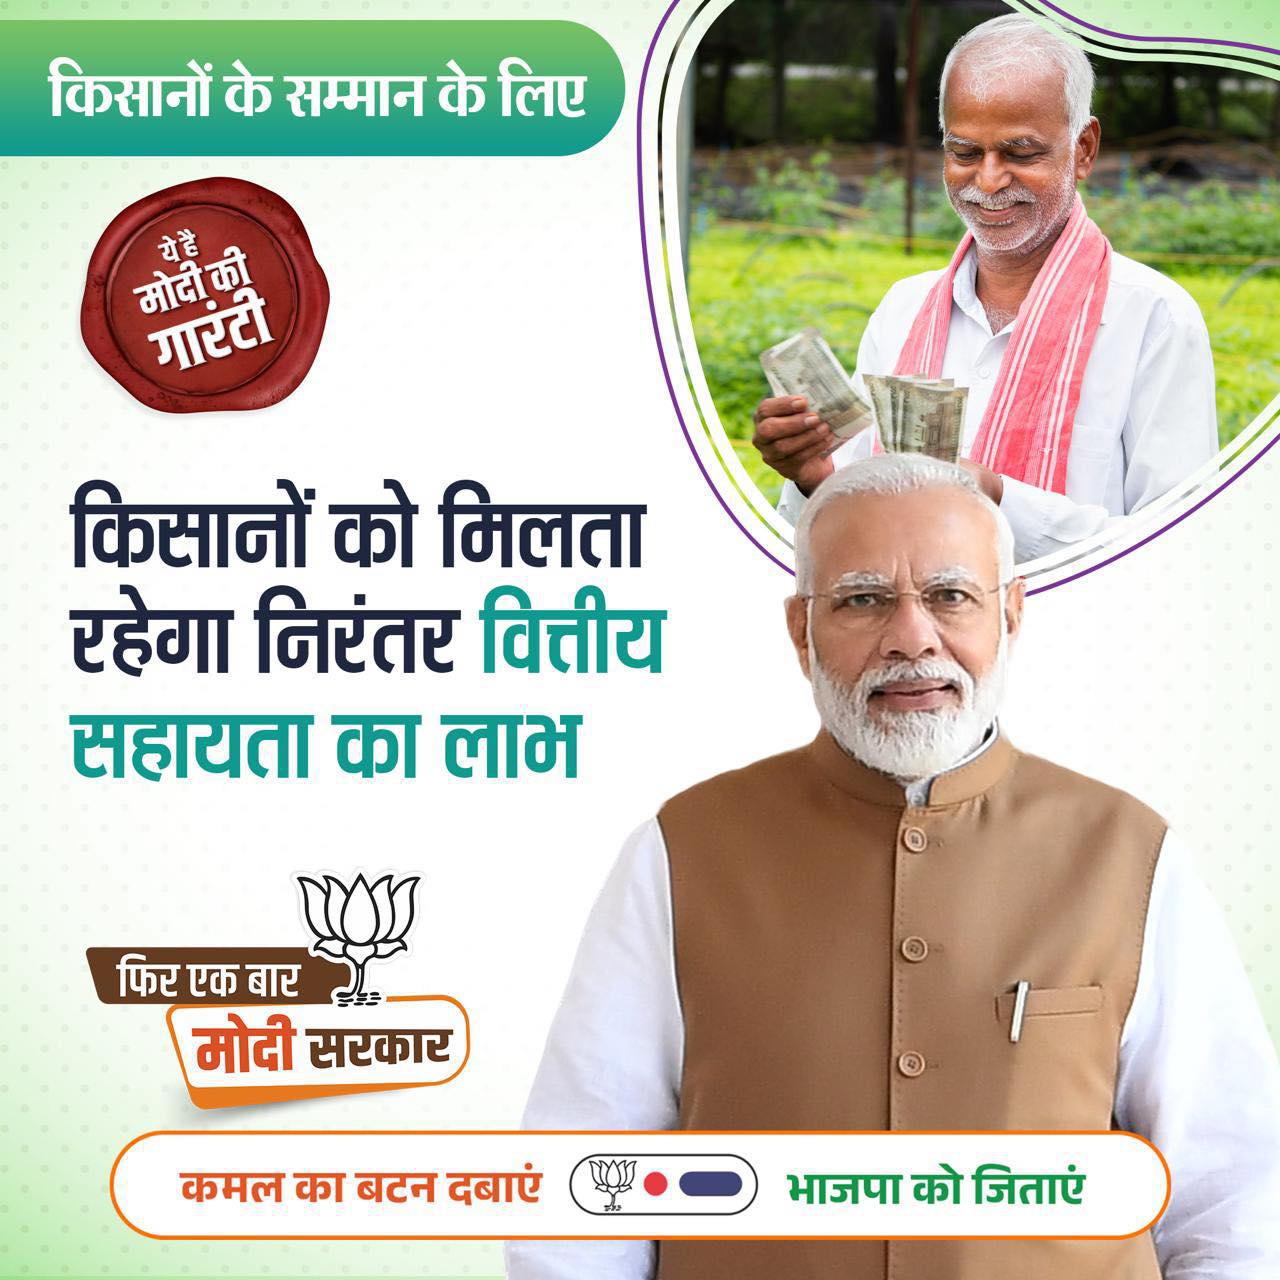 किसानों के सम्मान के लिए
ये है
मोदी की
गारंटी
किसानों को मिलता
रहेगा निरंतर वित्तीय
सहायता का लाभ
फिर एक बार
मोदी सरकार
कमल का बटन दबाएं भाजपा को जिताएं